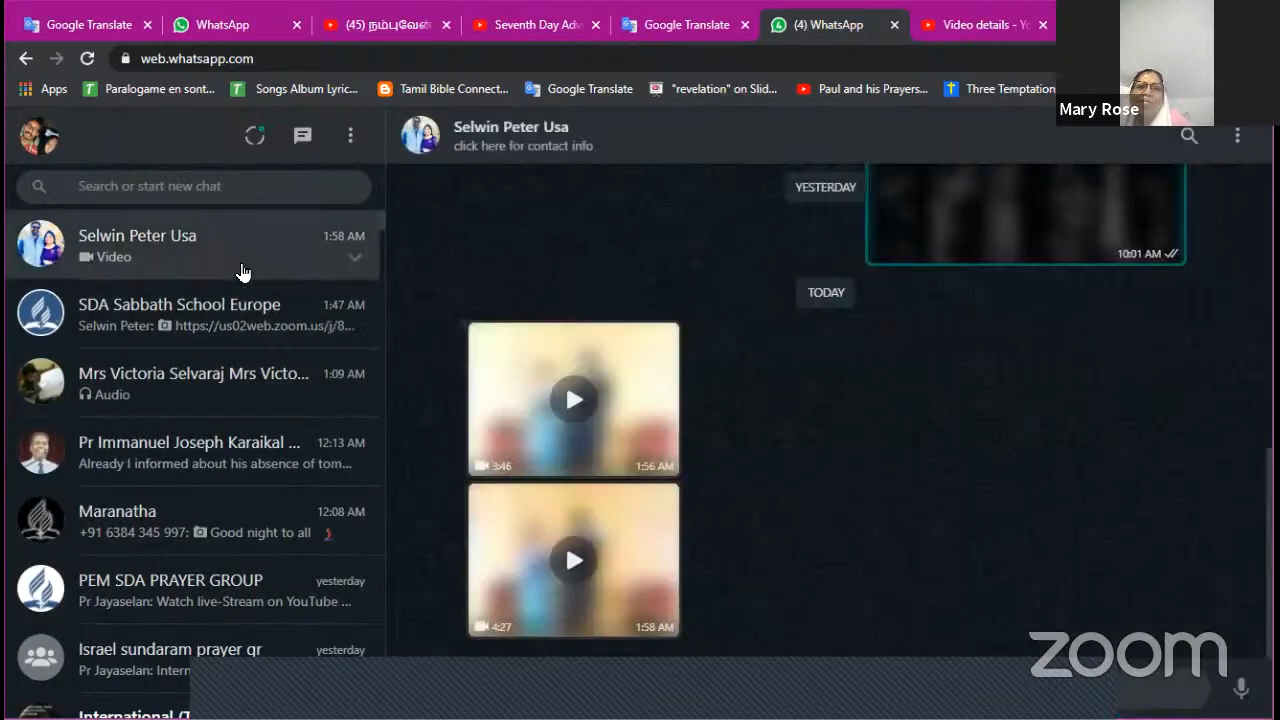 Google Translate
WhatsApp
(45) நம்புவேன்
Seventh Day Adv
Google Translate
(4) WhatsApp
Video details - Yo
web.whatsapp.com
Apps
Paralogame en sont...
Songs Album Lyric...
Tamil Bible Connect...
Google Translate
"revelation" on Slid...
Paul and his Prayers...
Three Temptation
Mary Rose
Selwin Peter Usa
click here for contact info
Search or start new chat
Selwin Peter Usa
1:58 AM
Video
SDA Sabbath School Europe
1:47 AM
Selwin Peter: https://us02web.zoom.us/j/8...
Mrs Victoria Selvaraj Mrs Victo...
1:09 AM
Audio
Pr Immanuel Joseph Karaikal ...
12:13 AM
Already I informed about his absence of tom...
Maranatha
12:08 AM
+91 6384 345 997: Good night to all
PEM SDA PRAYER GROUP
yesterday
Pr Jayaselan: Watch live-Stream on YouTube ...
Israel sundaram prayer gr
yesterday
Pr Jayaselan: Intern
International (T
YESTERDAY
10:01 AM
TODAY
3:46
1:56 AM
4:27
1:58 AM
zoom